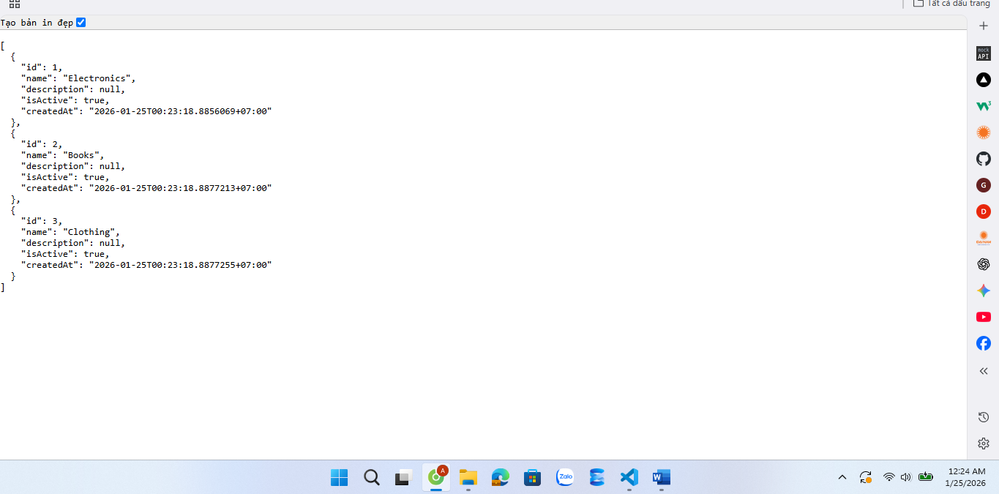 Tất cả dấu trang
Tạo bản in đẹp
[
  {
    "id": 1,
    "name": "Electronics",
    "description": null,
    "isActive": true,
    "createdAt": "2026-01-25T00:23:18.8856069+07:00"
  },
  {
    "id": 2,
    "name": "Books",
    "description": null,
    "isActive": true,
    "createdAt": "2026-01-25T00:23:18.8877213+07:00"
  },
  {
    "id": 3,
    "name": "Clothing",
    "description": null,
    "isActive": true,
    "createdAt": "2026-01-25T00:23:18.8877255+07:00"
  }
]
mock
API
W3
G
D
A
Zalo
W
12:24 AM
1/25/2026